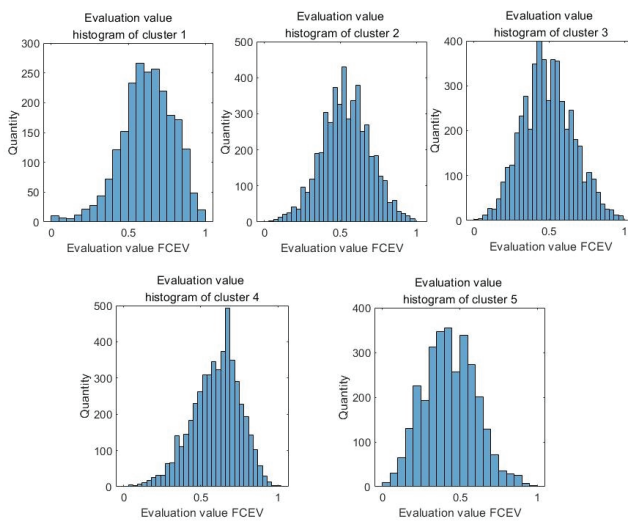 Evaluation value
histogram of cluster 1
300
250
200
150
100
50
0
Quantity
0
0.5
1
Evaluation value FCEV
Evaluation value
histogram of cluster 2
500
400
300
200
100
0
Quantity
0
0.5
1
Evaluation value FCEV
Evaluation value
histogram of cluster 3
400
300
200
100
0
Quantity
0
0.5
1
Evaluation value FCEV
Evaluation value
histogram of cluster 4
500
400
300
200
100
0
Quantity
0
0.5
1
Evaluation value FCEV
Evaluation value
histogram of cluster 5
400
300
200
100
0
Quantity
0
0.5
1
Evaluation value FCEV